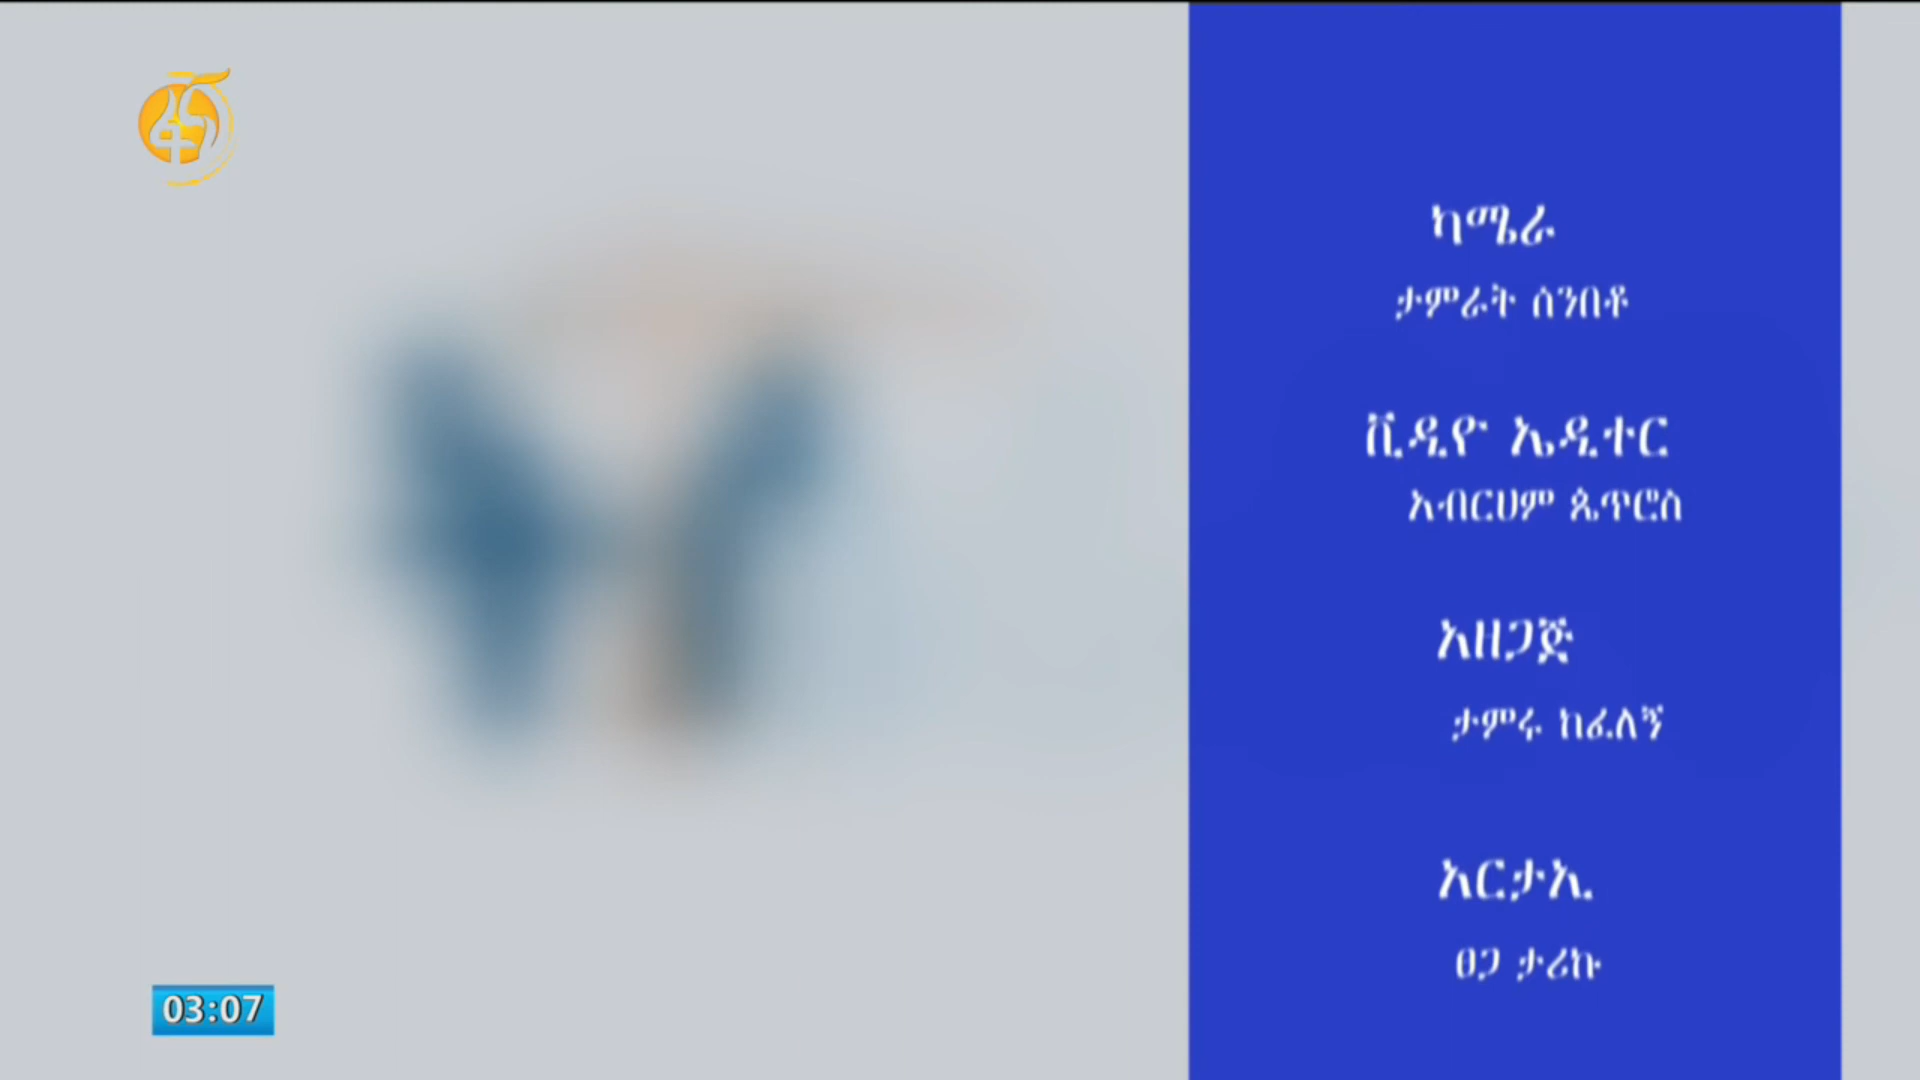 ካሜራ
ታምራት ሰንበቶ
ቪዲዮ ኤዲተር
አብርሀም ጴጥሮስ
አዘጋጅ
ታምሩ ከፈለኝ
አርታኢ
ፀጋ ታሪኩ
03:07